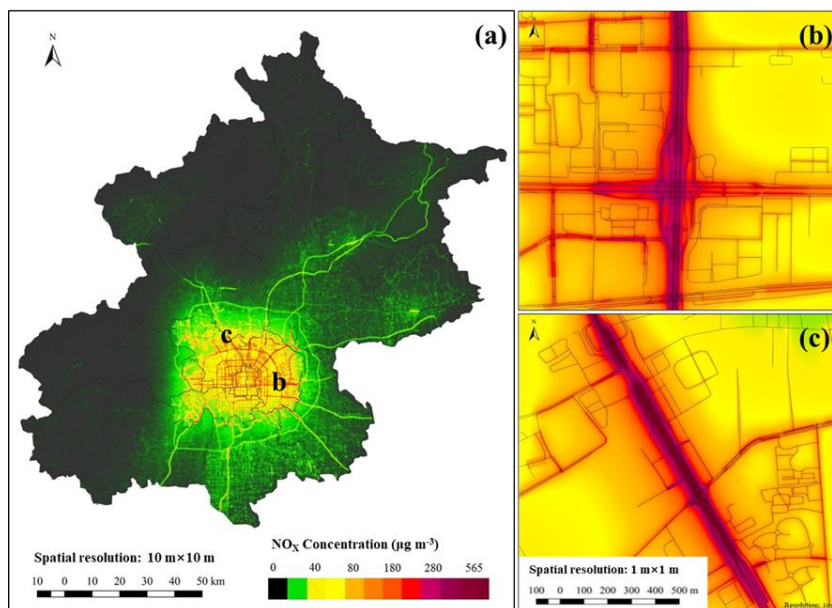 (a)
N
c
b
Spatial resolution: 10 m×10 m
10 0 10 20 30 40 50 km
NOX Concentration (µg m-3)
0 40 80 180 280 565
(b)
N
(c)
N
Spatial resolution: 1 m×1 m
100 0 100 200 300 400 500 m
Resolution: